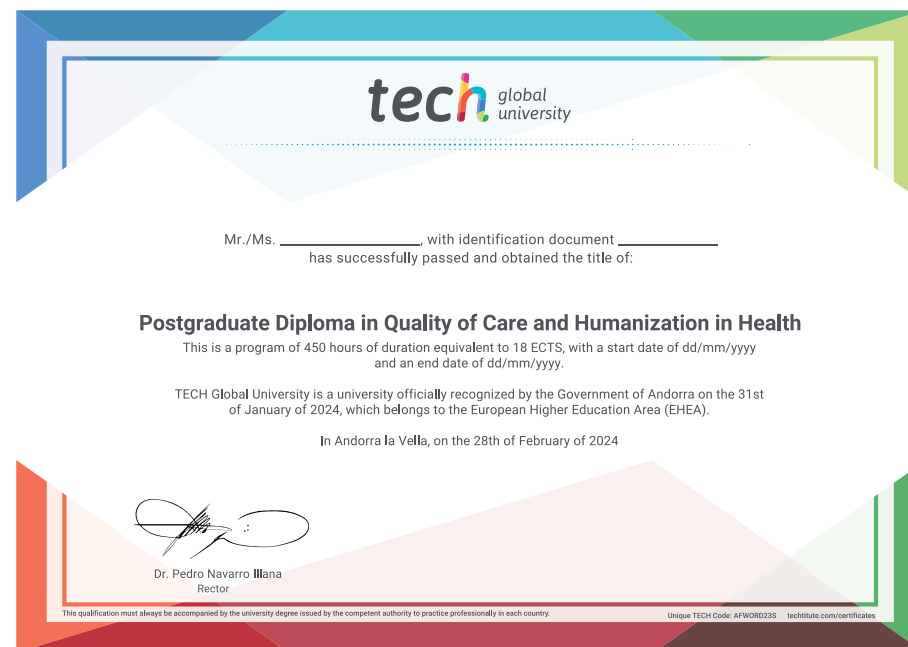 tech global
university
Mr./Ms. ____________________, with identification document ______________
has successfully passed and obtained the title of:
Postgraduate Diploma in Quality of Care and Humanization in Health
This is a program of 450 hours of duration equivalent to 18 ECTS, with a start date of dd/mm/yyyy
and an end date of dd/mm/yyyy.
TECH Global University is a university officially recognized by the Government of Andorra on the 31st
of January of 2024, which belongs to the European Higher Education Area (EHEA).
In Andorra la Vella, on the 28th of February of 2024
Dr. Pedro Navarro Illana
Rector
This qualification must always be accompanied by the university degree issued by the competent authority to practice professionally in each country.
Unique TECH Code: AFWORD23S techtitute.com/certificates